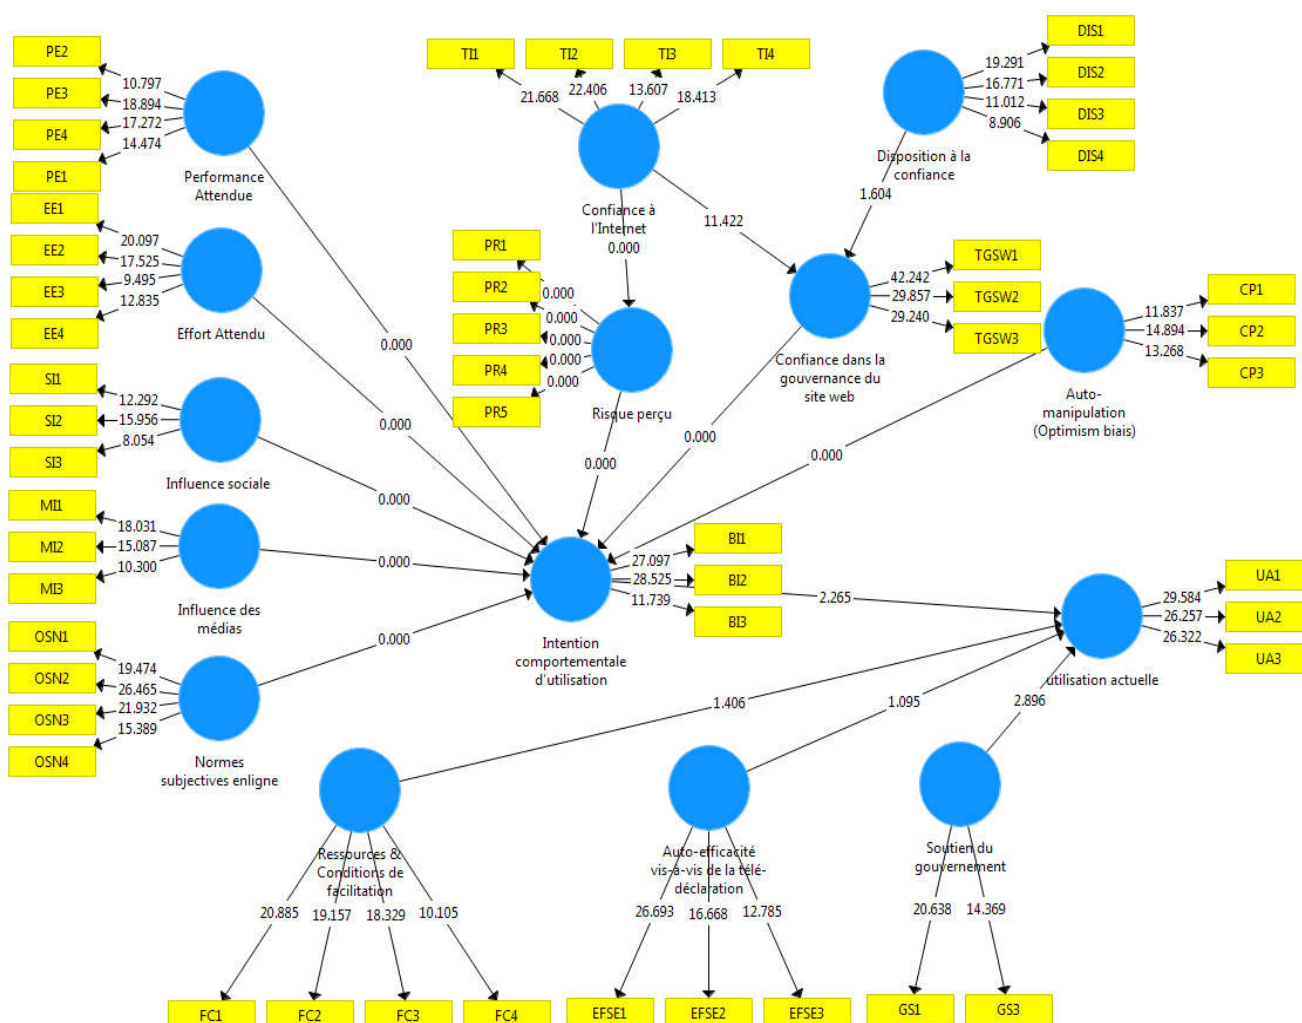 PE2
PE3
PE4
PE1
10.797
18.894
17.272
14.474
Performance
Attendue
EE1
EE2
EE3
EE4
20.097
17.525
9.495
12.835
Effort Attendu
SI1
SI2
SI3
12.292
15.956
8.054
Influence sociale
MI1
MI2
MI3
18.031
15.087
10.300
Influence des
médias
OSN1
OSN2
OSN3
OSN4
19.474
26.465
21.932
15.389
Normes
subjectives enligne
TI1
TI2
TI3
TI4
21.668
22.406
13.607
18.413
Confiance à
l'Internet
0.000
11.422
DIS1
DIS2
DIS3
DIS4
19.291
16.771
11.012
8.906
Disposition à la
confiance
1.604
PR1
PR2
PR3
PR4
PR5
0.000
0.000
0.000
0.000
0.000
Risque perçu
TGSW1
TGSW2
TGSW3
42.242
29.857
29.240
Confiance dans la
gouvernance du
site web
CP1
CP2
CP3
11.837
14.894
13.268
Auto-
manipulation
(Optimism biais)
0.000
0.000
0.000
0.000
0.000
0.000
0.000
0.000
BI1
BI2
BI3
27.097
28.525
11.739
Intention
comportementale
d'utilisation
2.265
UA1
UA2
UA3
29.584
26.257
26.322
utilisation actuelle
1.406
1.095
2.896
Ressources &
Conditions de
facilitation
20.885
19.157
18.329
10.105
FC1
FC2
FC3
FC4
Auto-efficacité
vis-à-vis de la télé-
déclaration
26.693
16.668
12.785
EFSE1
EFSE2
EFSE3
Soutien du
gouvernement
20.638
14.369
GS1
GS3